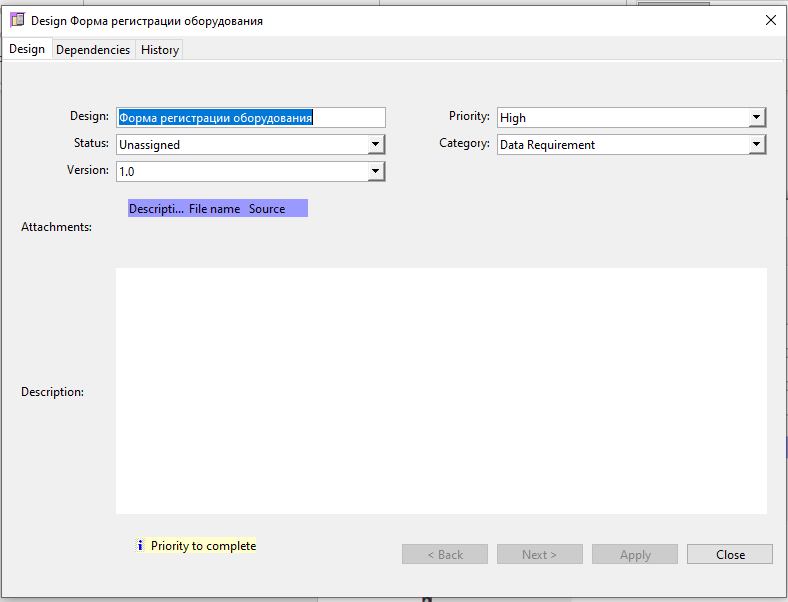 Design Форма регистрации оборудования
Design Dependencies History
Design: Форма регистрации оборудования Priority: High
Status: Unassigned Category: Data Requirement
Version: 1.0
Descripti... File name Source
Attachments:
Description:
Priority to complete
< Back Next > Apply Close